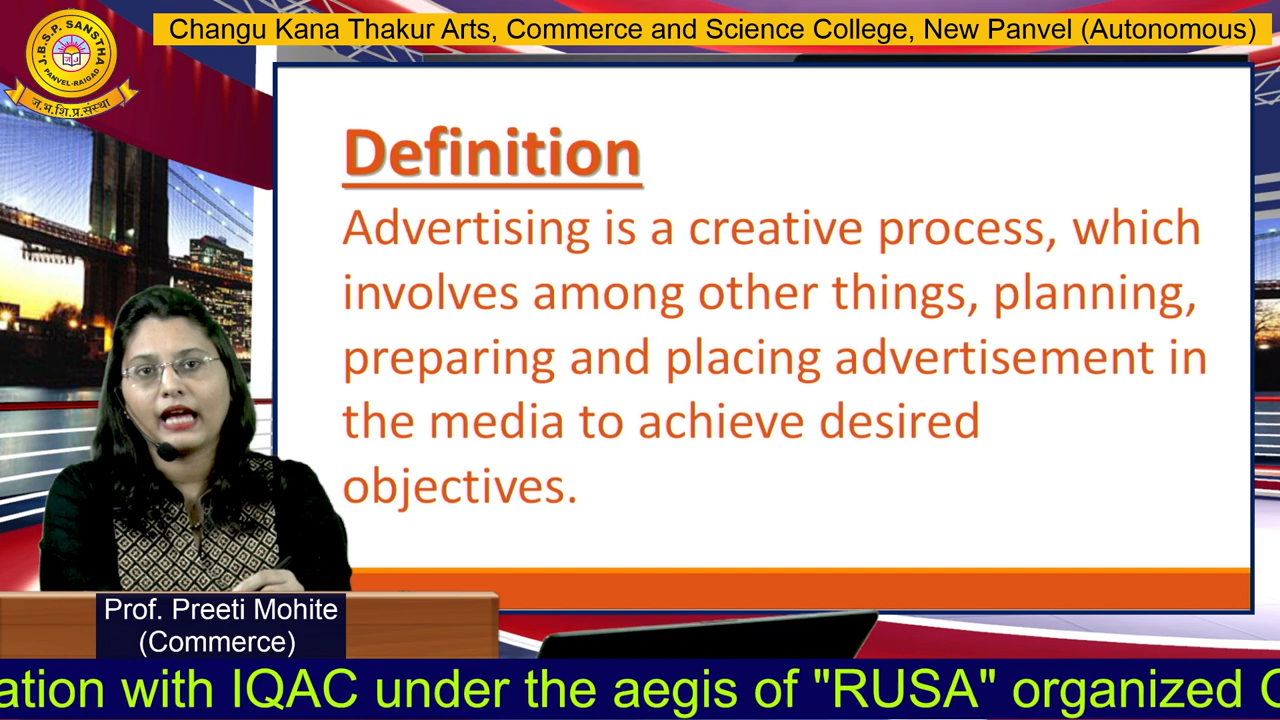 Changu Kana Thakur Arts, Commerce and Science College, New Panvel (Autonomous)
J.B.S.P. SANSTHA
PANVEL-RAIGAD
ज.भ.शि.प्र.संस्था
Definition
Advertising is a creative process, which
involves among other things, planning,
preparing and placing advertisement in
the media to achieve desired
objectives.
Prof. Preeti Mohite
(Commerce)
ation with IQAC under the aegis of "RUSA" organized